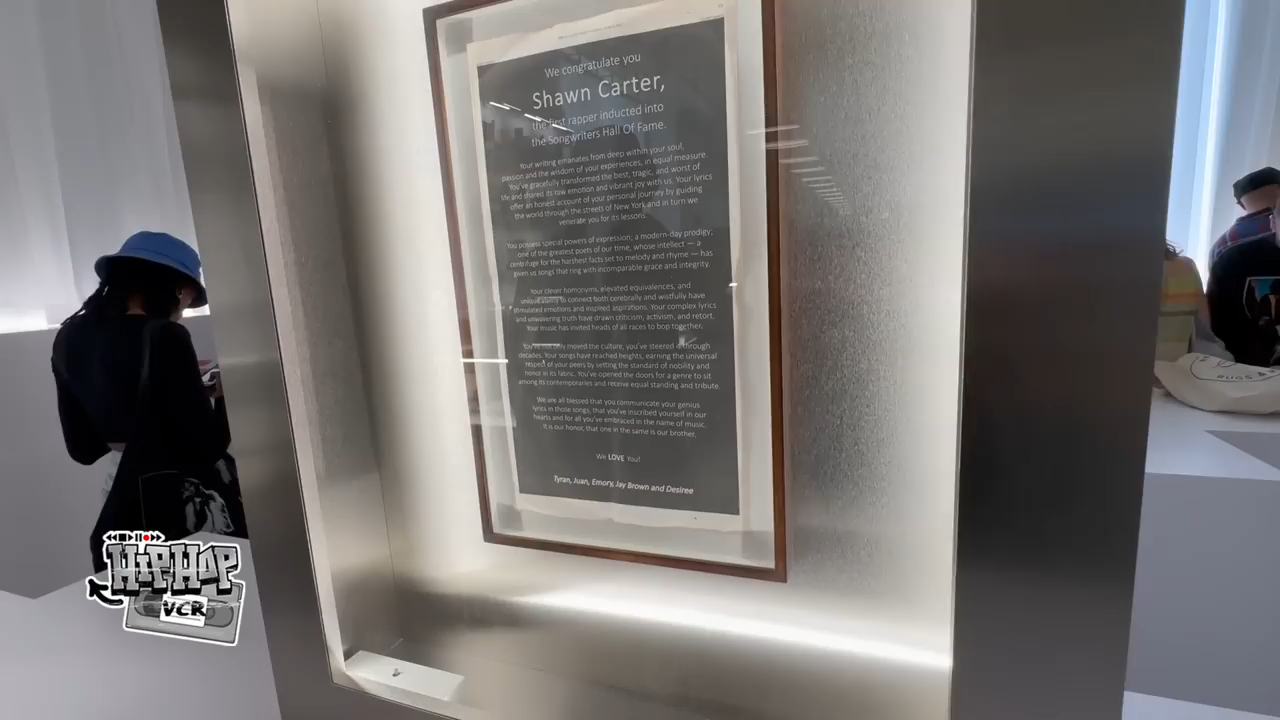 We congratulate you
Shawn Carter,
the first rapper inducted into
the Songwriters Hall Of Fame.
Your writing emanates from deep within your soul,
passion and the wisdom of your experiences, in equal measure.
You've gracefully transformed the best, tragic, and worst of
life and shared its raw emotion and vibrant joy with us. Your lyrics
offer an honest account of your personal journey by guiding
the world through the streets of New York and in turn we
venerate you for its lessons.
You possess special powers of expression; a modern-day prodigy;
one of the greatest poets of our time, whose intellect — a
centrifuge for the harshest facts set to melody and rhyme — has
given us songs that ring with incomparable grace and integrity.
Your clever homonyms, elevated equivalences, and
unique ability to connect both cerebrally and wistfully have
stimulated emotions and inspired aspirations. Your complex lyrics
and unwavering truth have drawn criticism, activism, and retort.
Your music has invited heads of all races to bop together.
You've not only moved the culture, you've steered it through
decades. Your songs have reached heights, earning the universal
respect of your peers by setting the standard of nobility and
honor in its fabric. You've opened the doors for a genre to sit
among its contemporaries and receive equal standing and tribute.
We are all blessed that you communicate your genius
lyrics in those songs, that you've inscribed yourself in our
hearts and for all you've embraced in the name of music.
It is our honor, that one in the same is our brother.
We LOVE You!
Tyran, Juan, Emory, Jay Brown and Desiree
HIP HOP
VCR
RUGS &